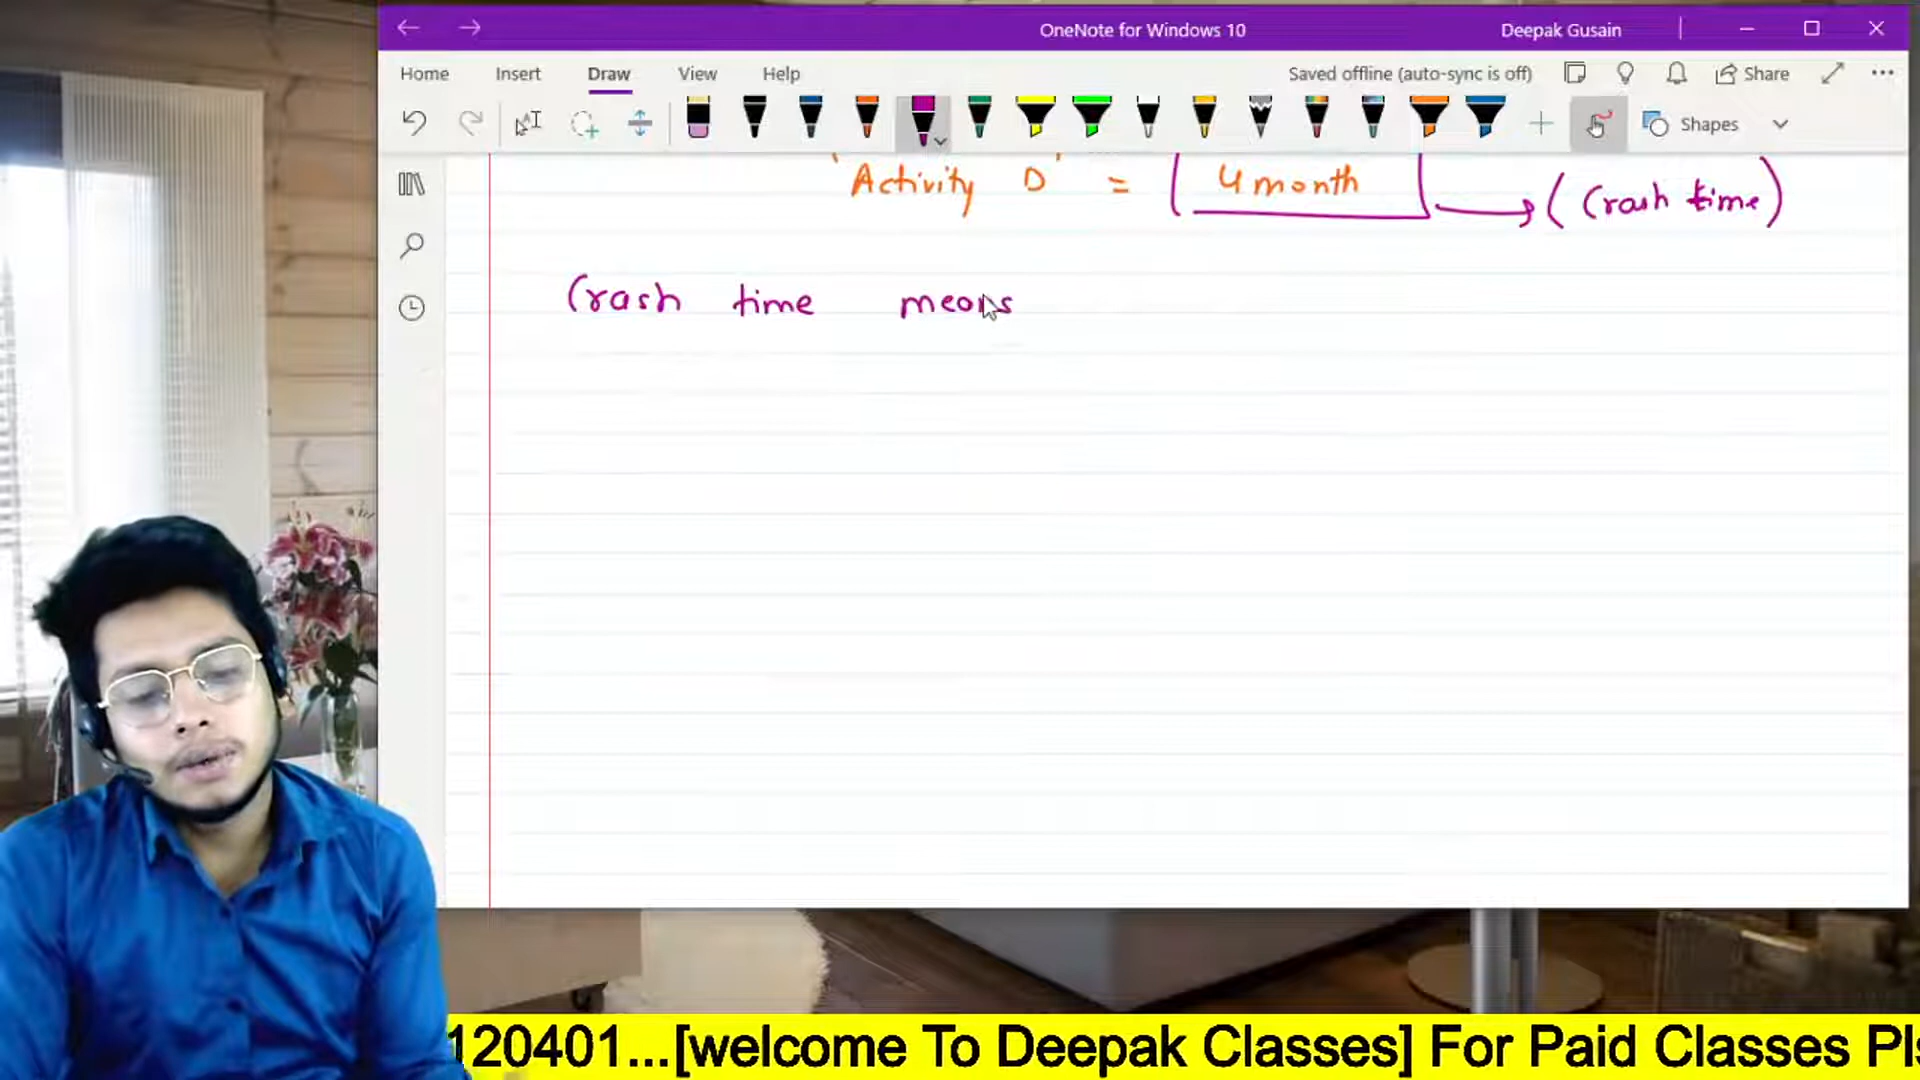 OneNote for Windows 10
Deepak Gusain
Home Insert Draw View Help
Saved offline (auto-sync is off)
Share
Shapes
'Activity D' = 4 month
(Crash time)
Crash time means
120401...[welcome To Deepak Classes] For Paid Classes Pls